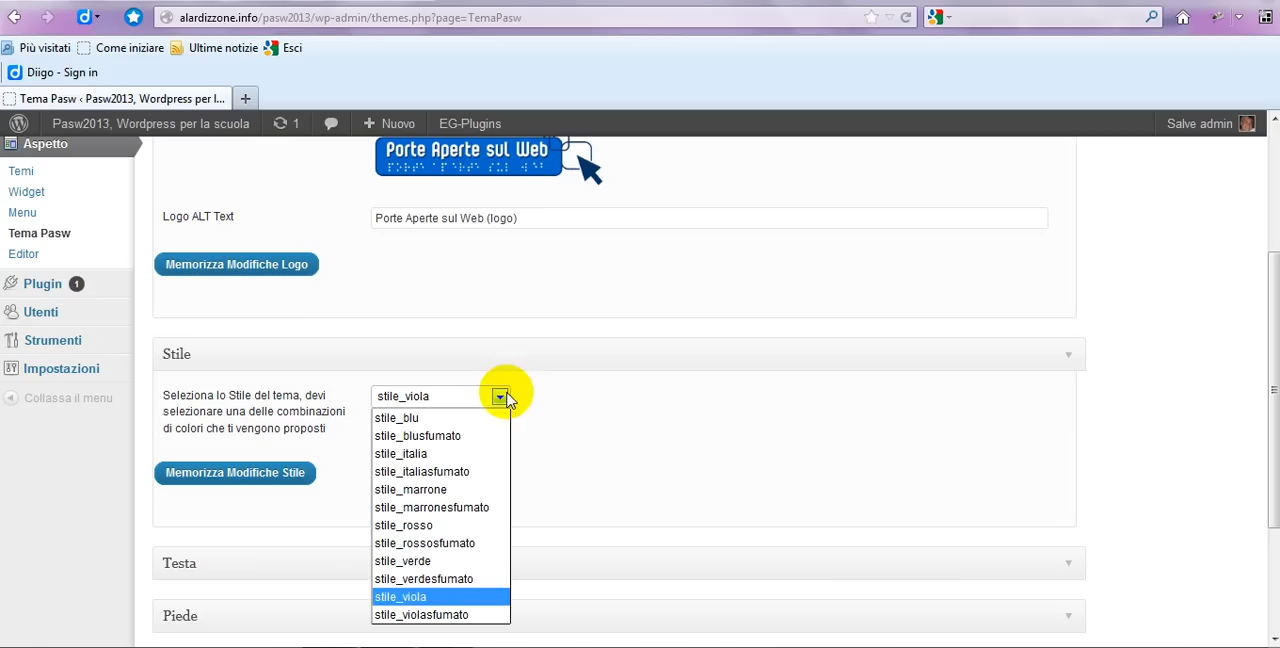 alardizzone.info/pasw2013/wp-admin/themes.php?page=TemaPasw
Più visitati Come iniziare Ultime notizie Esci
Diigo - Sign in
Tema Pasw ‹ Pasw2013, Wordpress per l...
Pasw2013, Wordpress per la scuola 1 Nuovo EG-Plugins Salve admin
Aspetto
Temi
Widget
Menu
Tema Pasw
Editor
Plugin 1
Utenti
Strumenti
Impostazioni
Collassa il menu
Porte Aperte sul Web
Logo ALT Text
Porte Aperte sul Web (logo)
Memorizza Modifiche Logo
Stile
Seleziona lo Stile del tema, devi
selezionare una delle combinazioni
di colori che ti vengono proposti
stile_viola
stile_blu
stile_blusfumato
stile_italia
stile_italiasfumato
stile_marrone
stile_marronesfumato
stile_rosso
stile_rossosfumato
stile_verde
stile_verdesfumato
stile_viola
stile_violasfumato
Memorizza Modifiche Stile
Testa
Piede